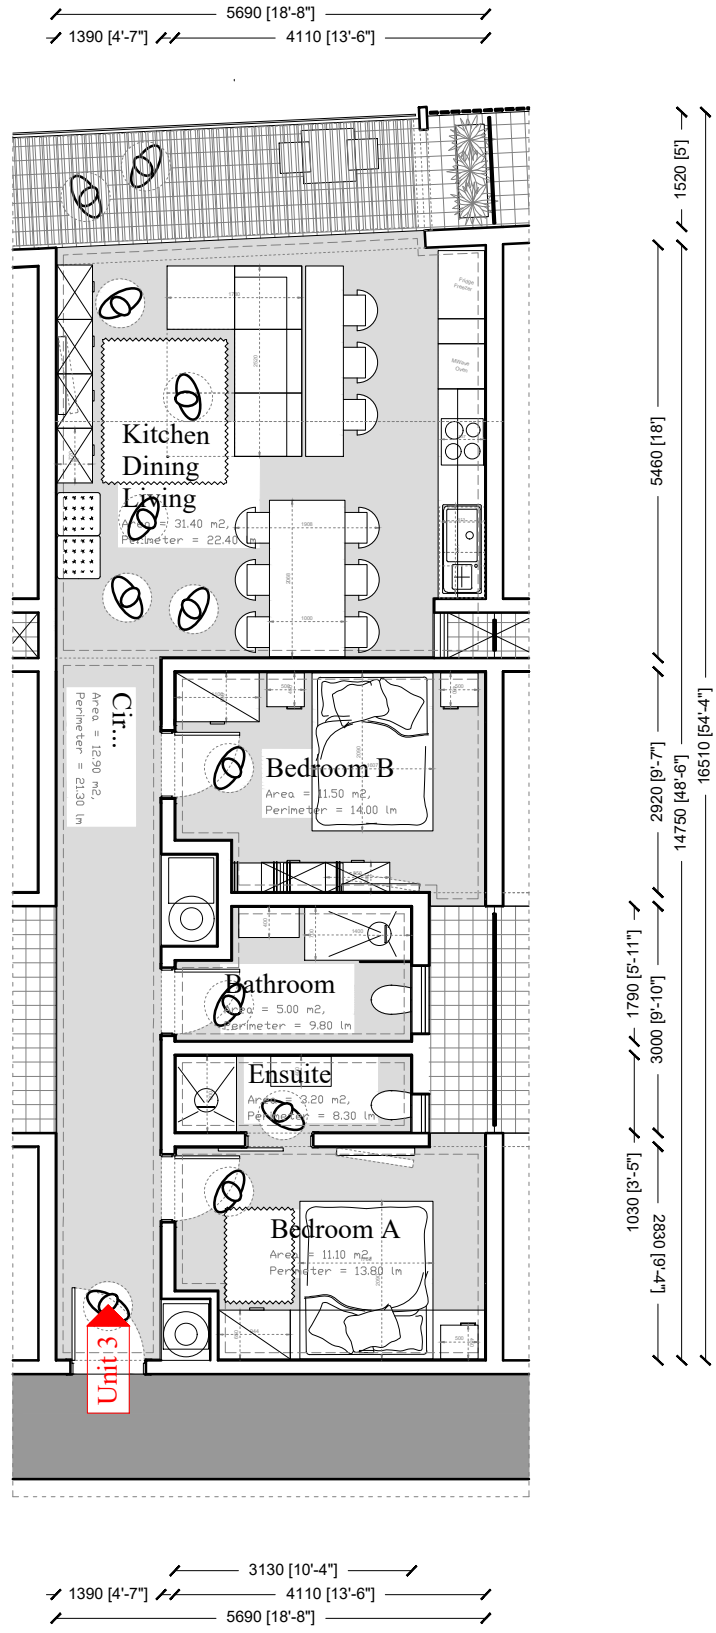 5690 [18'-8"]
1390 [4'-7"]
4110 [13'-6"]
1520 [5']
Fridge
Freezer
M/Wave
Oven
Kitchen
Dining
Living
Area = 31.40 m2,
Perimeter = 22.40 lm
5460 [18']
Cir...
Area = 12.90 m2,
Perimeter = 21.30 lm
Bedroom B
Area = 11.50 m2,
Perimeter = 14.00 lm
2920 [9'-7"]
14750 [48'-6"]
16510 [54'-4"]
Bathroom
Area = 5.00 m2,
Perimeter = 9.80 lm
1790 [5'-11"]
3000 [9'-10"]
Ensuite
Area = 3.20 m2,
Perimeter = 8.30 lm
1030 [3'-5"]
2830 [9'-4"]
Bedroom A
Area = 11.10 m2,
Perimeter = 13.80 lm
Unit 3
3130 [10'-4"]
1390 [4'-7"]
4110 [13'-6"]
5690 [18'-8"]